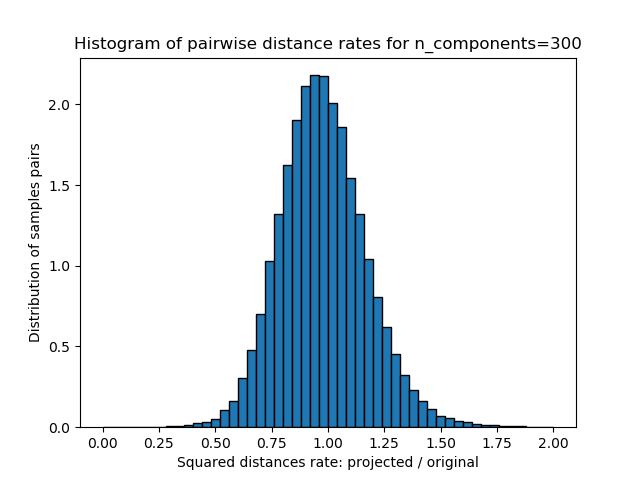 Histogram of pairwise distance rates for n_components=300
Distribution of samples pairs
2.0
1.5
1.0
0.5
0.0
0.00 0.25 0.50 0.75 1.00 1.25 1.50 1.75 2.00
Squared distances rate: projected / original